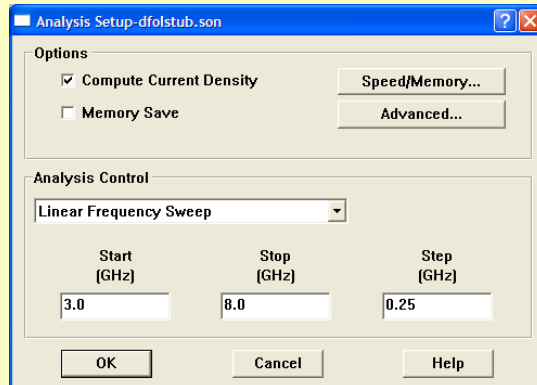 Analysis Setup-dfolstub.son
Options
Compute Current Density
Speed/Memory...
Memory Save
Advanced...
Analysis Control
Linear Frequency Sweep
Start
(GHz)
Stop
(GHz)
Step
(GHz)
3.0
8.0
0.25
OK
Cancel
Help